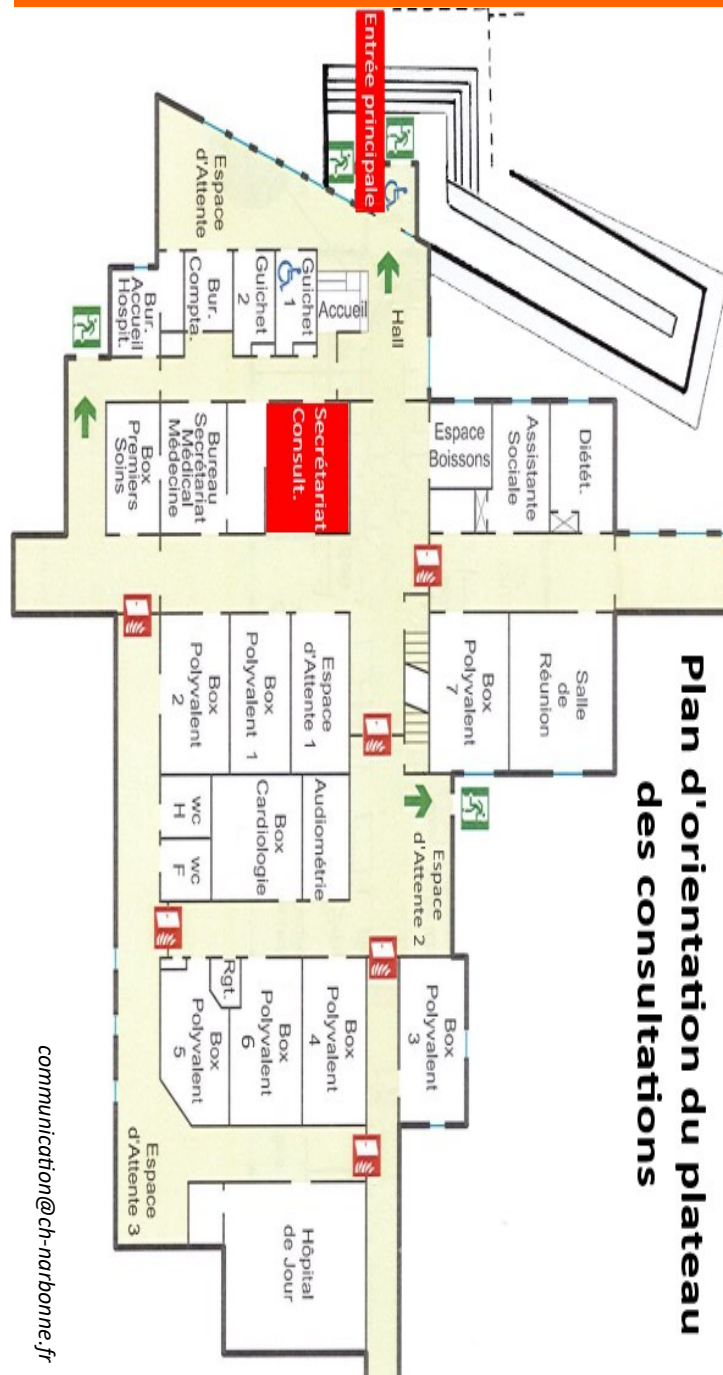 Plan d'orientation du plateau
des consultations
Entrée principale
Espace
d'Attente
Hall
Accueil
Guichet
1
Guichet
2
Bur.
Compta.
Bur.
Accueil
Hospit.
Secrétariat
Consult.
Bureau
Secrétariat
Médical
Médecine
Box
Premiers
Soins
Espace
Boissons
Assistante
Sociale
Diétét.
Salle
de
Réunion
Box
Polyvalent
7
Espace
d'Attente 1
Box
Polyvalent 1
Box
Polyvalent
2
Audiométrie
Box
Cardiologie
wc
H
wc
F
Espace
d'Attente 2
Box
Polyvalent
3
Box
Polyvalent
4
Box
Polyvalent
6
Rgt.
Box
Polyvalent
5
Espace
d'Attente 3
Hôpital
de Jour
communication@ch-narbonne.fr